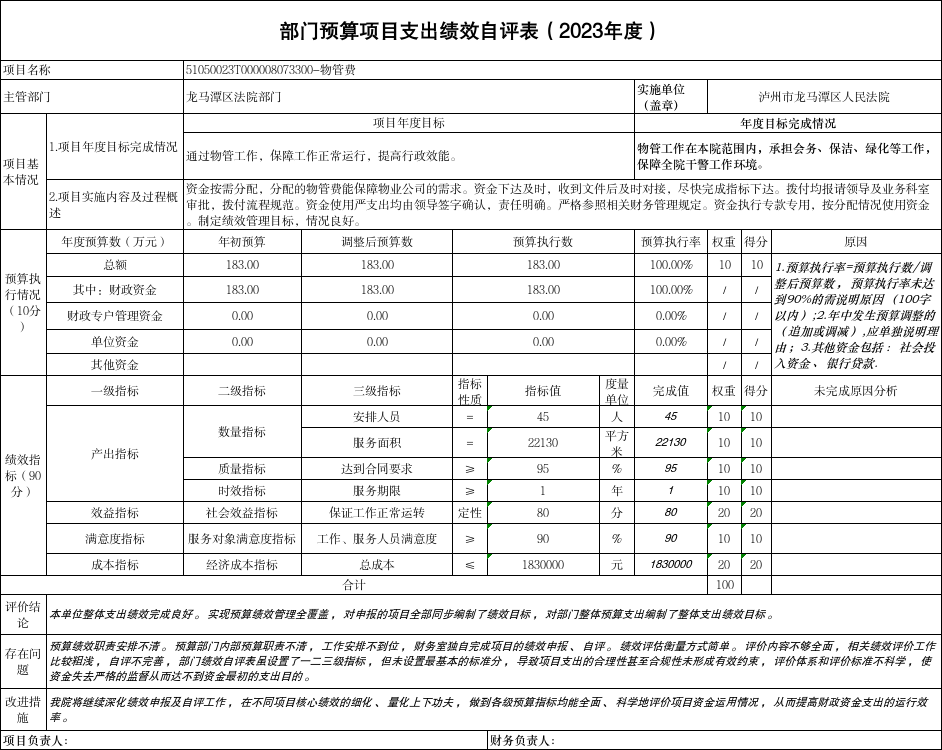 部门预算项目支出绩效自评表（2023年度）
项目名称 51050023T000008073300-物管费
主管部门 龙马潭区法院部门 实施单位（盖章） 泸州市龙马潭区人民法院
项目基本情况 1.项目年度目标完成情况 项目年度目标 年度目标完成情况
通过物管工作，保障工作正常运行，提高行政效能。 物管工作在本院范围内，承担会务、保洁、绿化等工作，保障全院干警工作环境。
2.项目实施内容及过程概述 资金按需分配，分配的物管费能保障物业公司的需求。资金下达及时，收到文件后及时对接，尽快完成指标下达。拨付均报请领导及业务科室
审批，拨付流程规范。资金使用严支出均由领导签字确认，责任明确。严格参照相关财务管理规定。资金执行专款专用，按分配情况使用资金
。制定绩效管理目标，情况良好。
预算执行情况（10分） 年度预算数（万元） 年初预算 调整后预算数 预算执行数 预算执行率 权重 得分 原因
总额 183.00 183.00 183.00 100.00% 10 10 1.预算执行率=预算执行数/调整后预算数，预算执行率未达到90%的需说明原因（100字以内）;2.年中发生预算调整的（追加或调减）,应单独说明理由；3.其他资金包括：社会投入资金、银行贷款.
其中：财政资金 183.00 183.00 183.00 100.00% / /
财政专户管理资金 0.00 0.00 0.00 0.00% / /
单位资金 0.00 0.00 0.00 0.00% / /
其他资金 / /
绩效指标（90分） 一级指标 二级指标 三级指标 指标性质 指标值 度量单位 完成值 权重 得分 未完成原因分析
产出指标 数量指标 安排人员 = 45 人 45 10 10
服务面积 = 22130 平方米 22130 10 10
质量指标 达到合同要求 ≥ 95 % 95 10 10
时效指标 服务期限 ≥ 1 年 1 10 10
效益指标 社会效益指标 保证工作正常运转 定性 80 分 80 20 20
满意度指标 服务对象满意度指标 工作、服务人员满意度 ≥ 90 % 90 10 10
成本指标 经济成本指标 总成本 ≤ 1830000 元 1830000 20 20
合计 100
评价结论 本单位整体支出绩效完成良好。实现预算绩效管理全覆盖，对申报的项目全部同步编制了绩效目标，对部门整体预算支出编制了整体支出绩效目标。
存在问题 预算绩效职责安排不清。预算部门内部预算职责不清，工作安排不到位，财务室独自完成项目的绩效申报、自评。绩效评估衡量方式简单。评价内容不够全面，相关绩效评价工作
比较粗浅，自评不完善，部门绩效自评表虽设置了一二三级指标，但未设置最基本的标准分，导致项目支出的合理性甚至合规性未形成有效约束，评价体系和评价标准不科学，使
资金失去严格的监督从而达不到资金最初的支出目的。
改进措施 我院将继续深化绩效申报及自评工作，在不同项目核心绩效的细化、量化上下功夫，做到各级预算指标均能全面、科学地评价项目资金运用情况，从而提高财政资金支出的运行效
率。
项目负责人： 财务负责人：